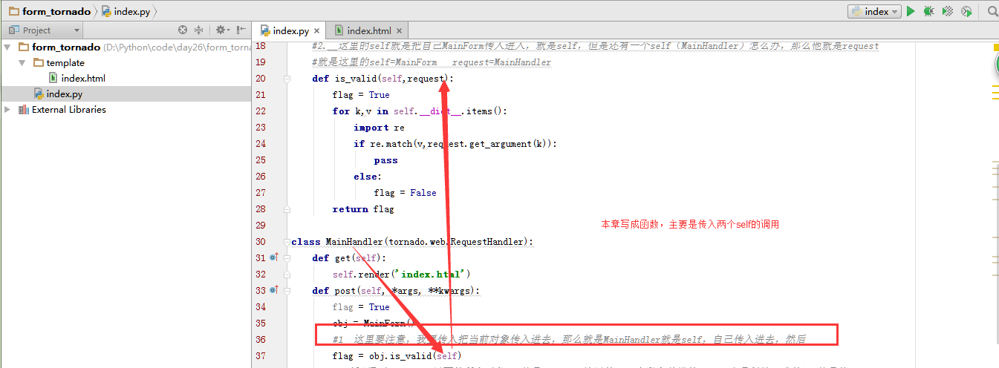 form_tornado index.py
index
Project
index.py index.html
form_tornado (D:\Python\code\day26\form_torna
template
index.html
index.py
External Libraries
18 #2.__这里的self就是把自己MainForm传入进入，就是self，但是还有一个self（MainHandler）怎么办，那么他就是request
19 #就是这里的self=MainForm request=MainHandler
20 def is_valid(self,request):
21 flag = True
22 for k,v in self.__dict__.items():
23 import re
24 if re.match(v,request.get_argument(k)):
25 pass
26 else:
27 flag = False
28 return flag
29
本章写成函数，主要是传入两个self的调用
30 class MainHandler(tornado.web.RequestHandler):
31 def get(self):
32 self.render('index.html')
33 def post(self, *args, **kwargs):
34 flag = True
35 obj = MainForm()
36 #1 这里要注意，我要传入把当前对象传入进去，那么就是MainHandler就是self，自己传入进去，然后
37 flag = obj.is_valid(self)